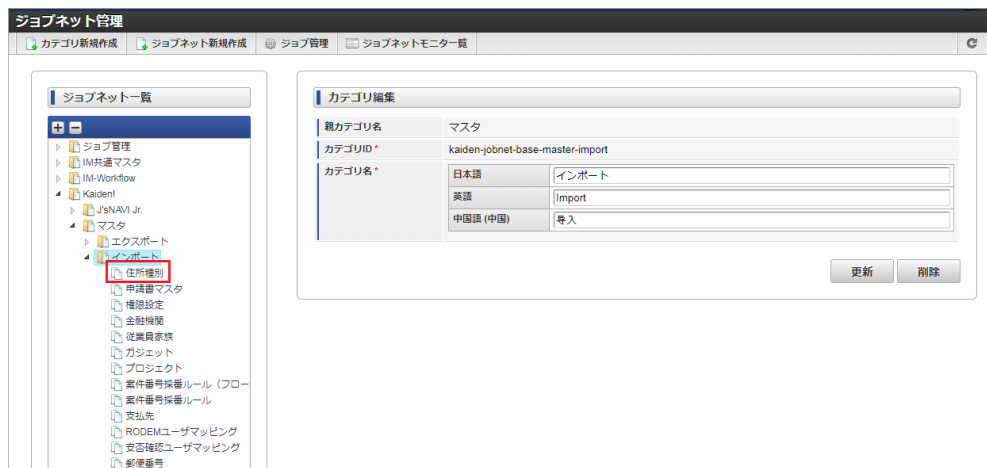 ジョブネット管理
カテゴリ新規作成 ジョブネット新規作成 ジョブ管理 ジョブネットモニター覧
ジョブネット一覧
ジョブ管理
IM共通マスタ
IM-Workflow
Kaiden!
J'sNAVI Jr.
マスタ
エクスポート
インポート
住所種別
申請書マスタ
権限設定
金融機関
従業員家族
ガジェット
プロジェクト
案件番号採番ルール（フロー
案件番号採番ルール
支払先
RODEMユーザマッピング
安否確認ユーザマッピング
郵便番号
カテゴリ編集
親カテゴリ名 マスタ
カテゴリID * kaiden-jobnet-base-master-import
カテゴリ名 *
日本語 インポート
英語 Import
中国語 (中国) 导入
更新 削除